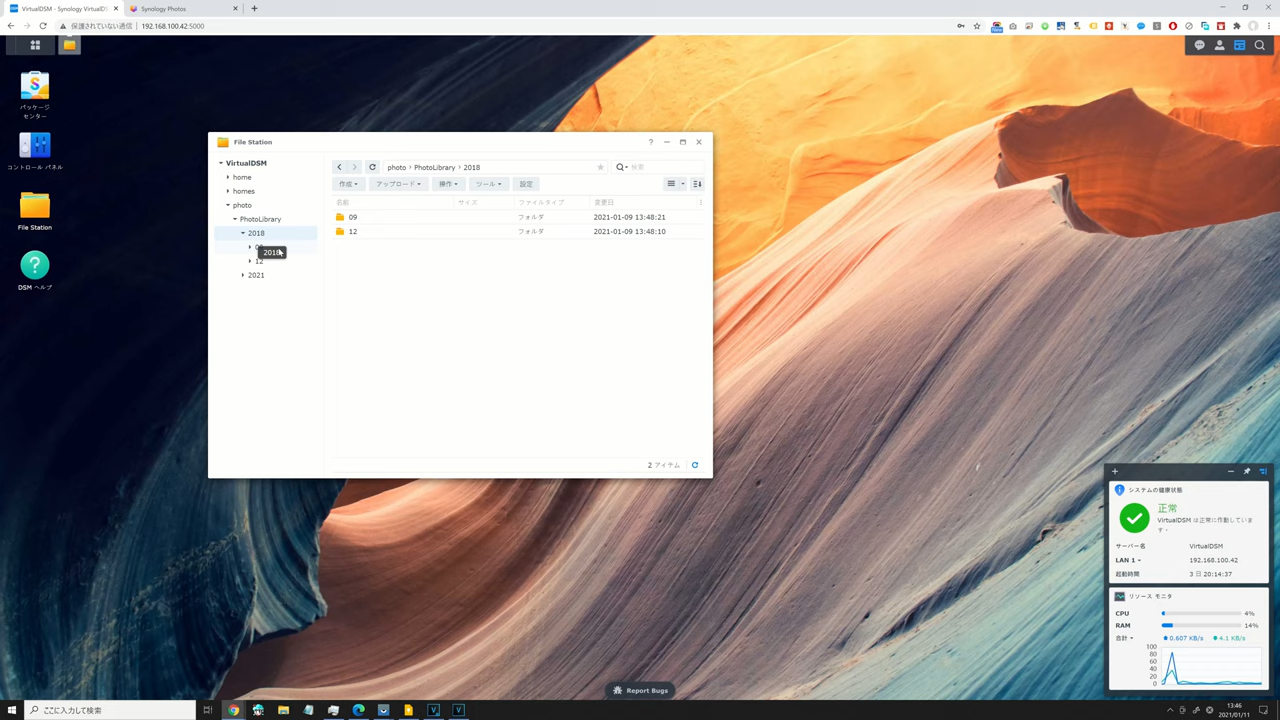 VirtualDSM - Synology VirtualDS
Synology Photos
保護されていない通信
192.168.100.42:5000
New
パッケージ
センター
コントロール パネル
File Station
DSM ヘルプ
File Station
VirtualDSM
home
homes
photo
PhotoLibrary
2018
2018
12
2021
photo › PhotoLibrary › 2018
検索
作成
アップロード
操作
ツール
設定
名前 サイズ ファイルタイプ 変更日
09 フォルダ 2021-01-09 13:48:21
12 フォルダ 2021-01-09 13:48:10
2 アイテム
システムの健康状態
正常
VirtualDSM は正常に作動していま
す。
サーバー名 VirtualDSM
LAN 1 192.168.100.42
起動時間 3 日 20:14:37
リソース モニタ
CPU 4%
RAM 14%
合計 0.607 KB/s 4.1 KB/s
100
80
60
40
20
0
Report Bugs
ここに入力して検索
13:46
2021/01/11